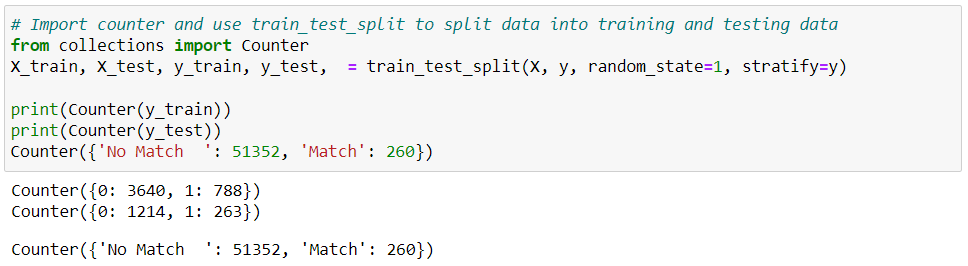 # Import counter and use train_test_split to split data into training and testing data
from collections import Counter
X_train, X_test, y_train, y_test,  = train_test_split(X, y, random_state=1, stratify=y)
print(Counter(y_train))
print(Counter(y_test))
Counter({'No Match  ': 51352, 'Match': 260})
Counter({0: 3640, 1: 788})
Counter({0: 1214, 1: 263})
Counter({'No Match  ': 51352, 'Match': 260})